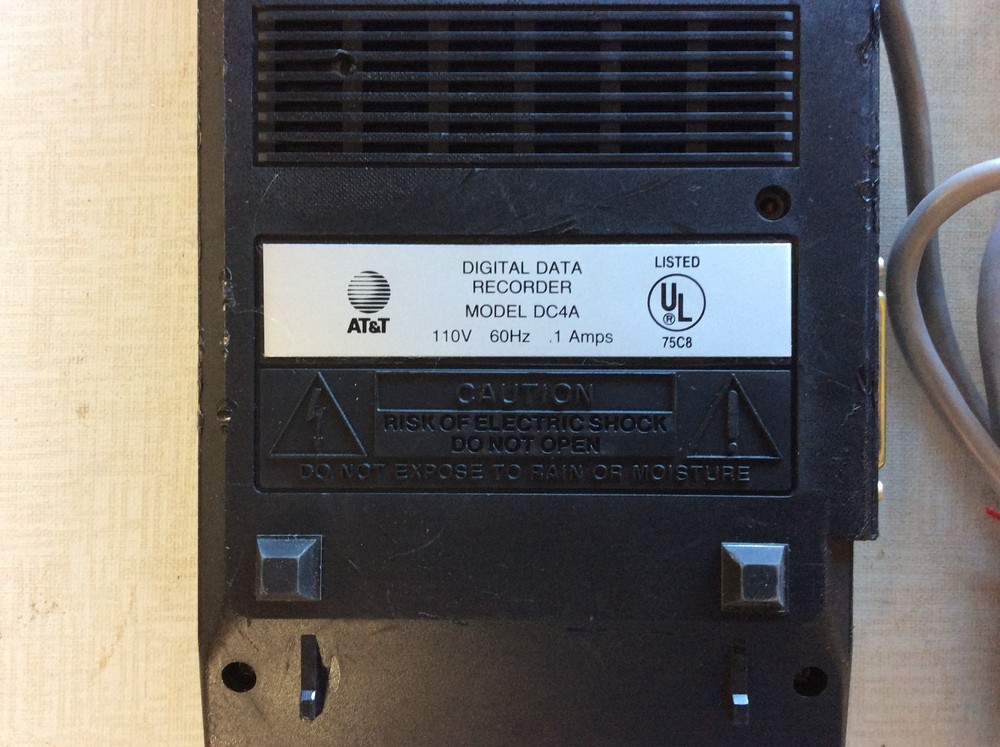 AT&T
DIGITAL DATA
RECORDER
MODEL DC4A
110V 60Hz .1 Amps
LISTED
UL
®
75C8
CAUTION
RISK OF ELECTRIC SHOCK
DO NOT OPEN
DO NOT EXPOSE TO RAIN OR MOISTURE